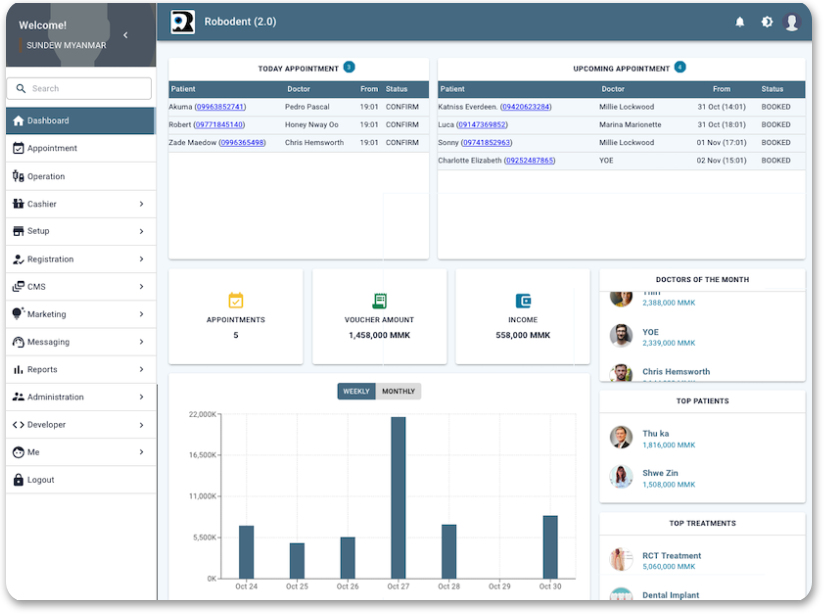 Welcome!
SUNDEW MYANMAR
Robodent (2.0)
Search
Dashboard
Appointment
Operation
Cashier
Setup
Registration
CMS
Marketing
Messaging
Reports
Administration
Developer
Me
Logout
TODAY APPOINTMENT 3
Patient Doctor From Status
Akuma (09963852741) Pedro Pascal 19:01 CONFIRM
Robert (09771845140) Honey Nway Oo 19:01 CONFIRM
Zade Maedow (0996365498) Chris Hemsworth 19:01 CONFIRM
UPCOMING APPOINTMENT 4
Patient Doctor From Status
Katniss Everdeen. (09420623284) Millie Lockwood 31 Oct (14:01) BOOKED
Luca (09147369852) Marina Marionette 31 Oct (18:01) BOOKED
Sonny (09741852963) Millie Lockwood 01 Nov (17:01) BOOKED
Charlotte Elizabeth (09252487865) YOE 02 Nov (15:01) BOOKED
APPOINTMENTS
5
VOUCHER AMOUNT
1,458,000 MMK
INCOME
558,000 MMK
DOCTORS OF THE MONTH
2,388,000 MMK
YOE
2,339,000 MMK
Chris Hemsworth
WEEKLY MONTHLY
22,000K
16,500K
11,000K
5,500K
0K
Oct 24 Oct 25 Oct 26 Oct 27 Oct 28 Oct 29 Oct 30
TOP PATIENTS
Thu ka
1,816,000 MMK
Shwe Zin
1,508,000 MMK
TOP TREATMENTS
RCT Treatment
5,060,000 MMK
Dental Implant